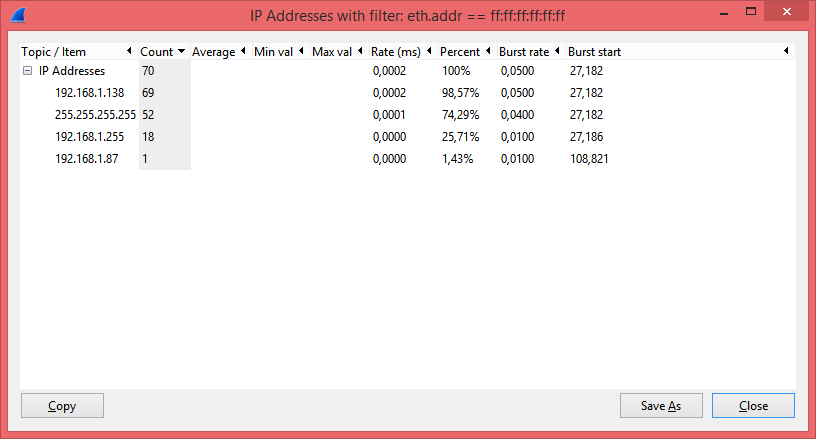 IP Addresses with filter: eth.addr == ff:ff:ff:ff:ff:ff
Topic / Item Count Average Min val Max val Rate (ms) Percent Burst rate Burst start
IP Addresses 70 0,0002 100% 0,0500 27,182
192.168.1.138 69 0,0002 98,57% 0,0500 27,182
255.255.255.255 52 0,0001 74,29% 0,0400 27,182
192.168.1.255 18 0,0000 25,71% 0,0100 27,186
192.168.1.87 1 0,0000 1,43% 0,0100 108,821
Copy Save As Close